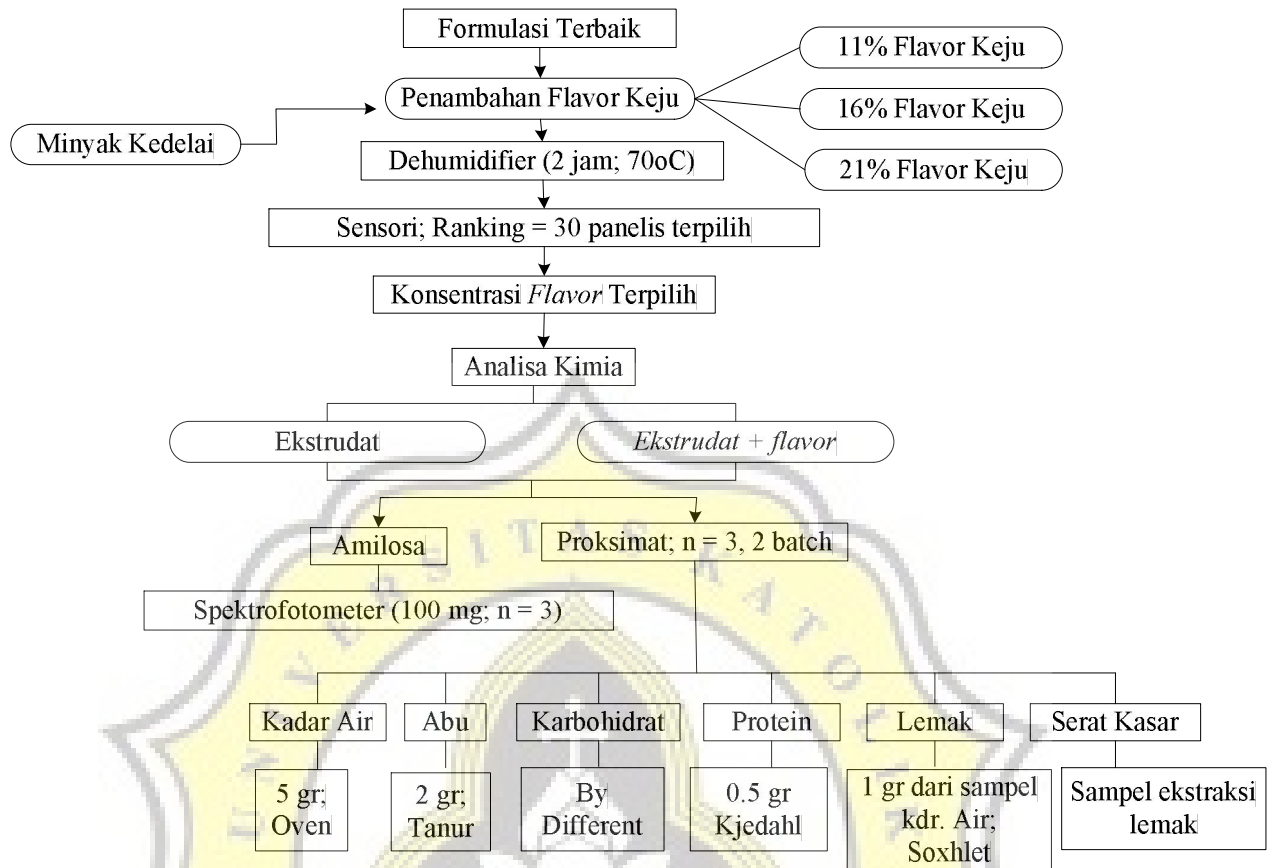 Formulasi Terbaik
11% Flavor Keju
Penambahan Flavor Keju
16% Flavor Keju
Minyak Kedelai
Dehumidifier (2 jam; 70oC)
21% Flavor Keju
Sensori; Ranking = 30 panelis terpilih
Konsentrasi Flavor Terpilih
Analisa Kimia
Ekstrudat
Ekstrudat + flavor
Amilosa
Proksimat; n = 3, 2 batch
Spektrofotometer (100 mg; n = 3)
Kadar Air
Abu
Karbohidrat
Protein
Lemak
Serat Kasar
5 gr;
Oven
2 gr;
Tanur
By
Different
0.5 gr
Kjedahl
1 gr dari sampel
kdr. Air;
Soxhlet
Sampel ekstraksi
lemak